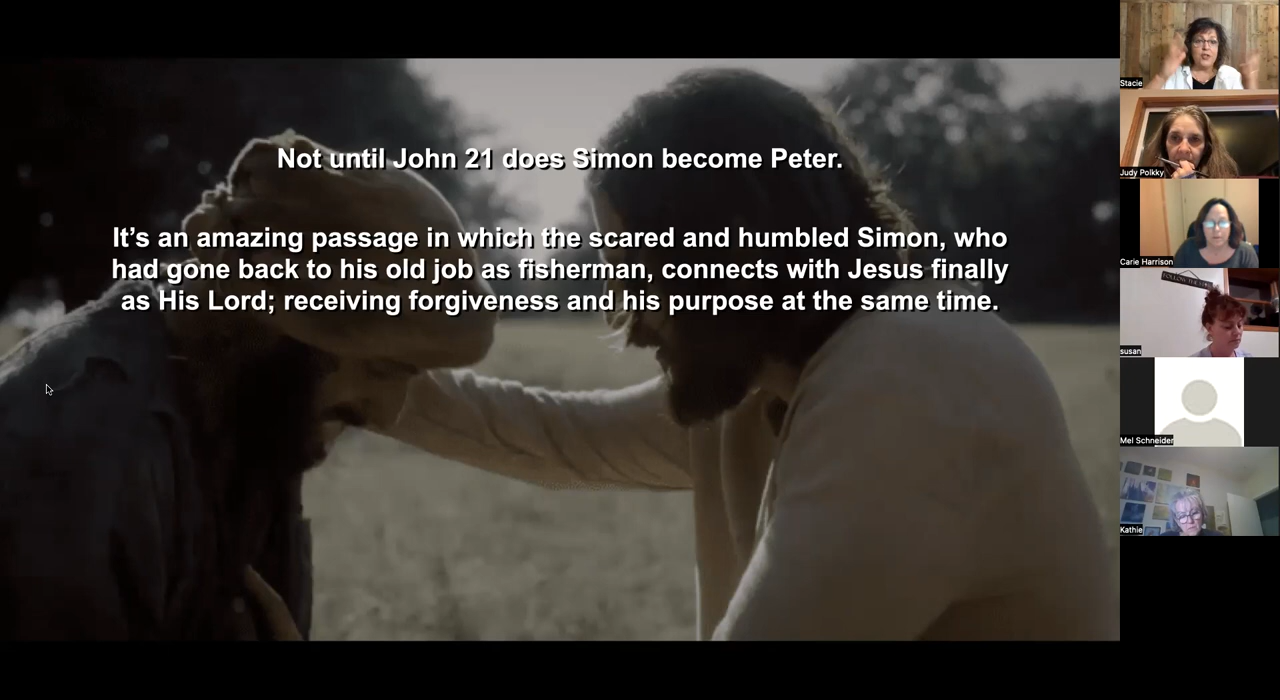 Not until John 21 does Simon become Peter.
It’s an amazing passage in which the scared and humbled Simon, who
had gone back to his old job as fisherman, connects with Jesus finally
as His Lord; receiving forgiveness and his purpose at the same time.
Stacie
Judy Polkky
Carie Harrison
susan
Mel Schneider
Kathie